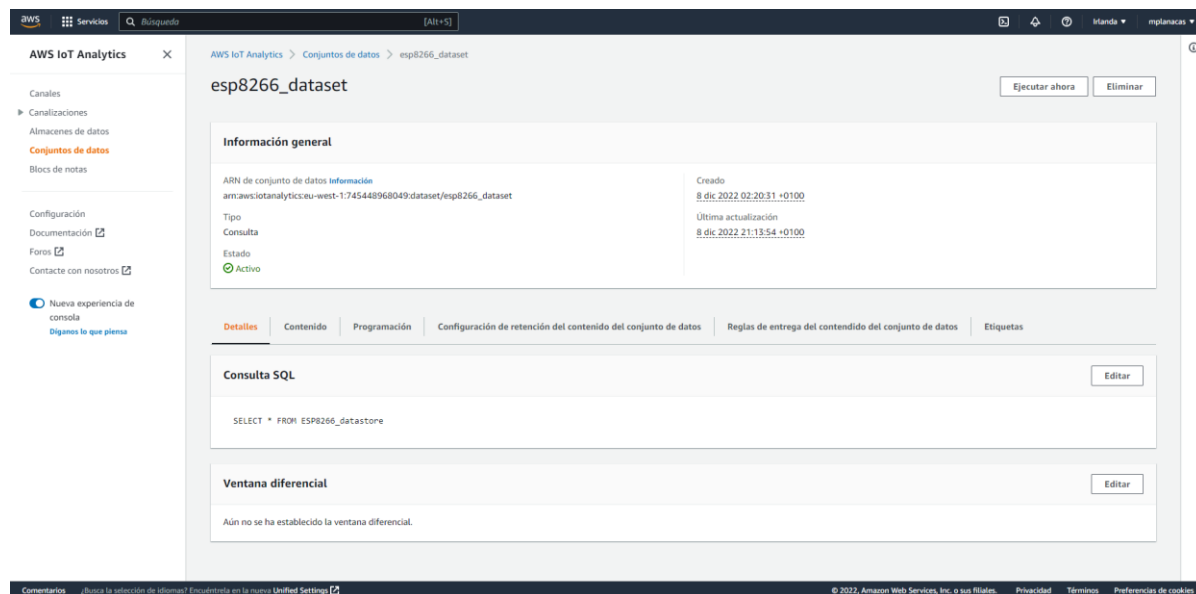 aws
Servicios
Búsqueda
[Alt+S]
Irlanda
mplanacas
AWS IoT Analytics
Canales
Canalizaciones
Almacenes de datos
Conjuntos de datos
Blocs de notas
Configuración
Documentación
Foros
Contacte con nosotros
Nueva experiencia de
consola
Díganos lo que piensa
AWS IoT Analytics > Conjuntos de datos > esp8266_dataset
esp8266_dataset
Ejecutar ahora
Eliminar
Información general
ARN de conjunto de datos Información
arn:aws:iotanalytics:eu-west-1:745448968049:dataset/esp8266_dataset
Tipo
Consulta
Estado
Activo
Creado
8 dic 2022 02:20:31 +0100
Última actualización
8 dic 2022 21:13:54 +0100
Detalles
Contenido
Programación
Configuración de retención del contenido del conjunto de datos
Reglas de entrega del contendido del conjunto de datos
Etiquetas
Consulta SQL
Editar
SELECT * FROM ESP8266_datastore
Ventana diferencial
Editar
Aún no se ha establecido la ventana diferencial.
Comentarios
¿Busca la selección de idiomas? Encuéntrela en la nueva Unified Settings
© 2022, Amazon Web Services, Inc. o sus filiales.
Privacidad
Términos
Preferencias de cookies